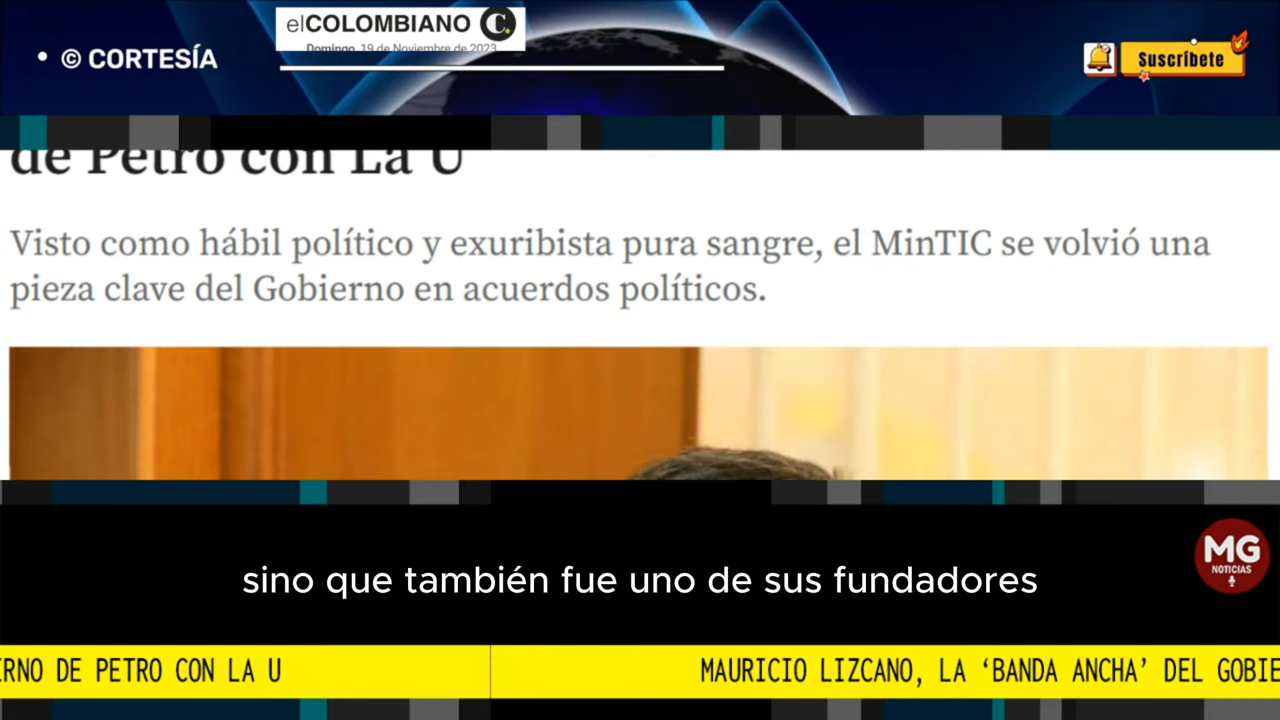 elCOLOMBIANO C
Domingo, 19 de Noviembre de 2023
• © CORTESÍA
Suscríbete
de Petro con La U
Visto como hábil político y exuribista pura sangre, el MinTIC se volvió una
pieza clave del Gobierno en acuerdos políticos.
MG
NOTICIAS
sino que también fue uno de sus fundadores
ERNO DE PETRO CON LA U
MAURICIO LIZCANO, LA ‘BANDA ANCHA’ DEL GOBIE